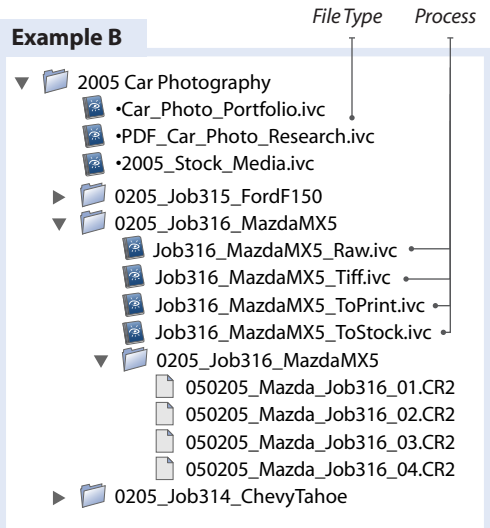 File Type Process
Example B
2005 Car Photography
•Car_Photo_Portfolio.ivc
•PDF_Car_Photo_Research.ivc
•2005_Stock_Media.ivc
0205_Job315_FordF150
0205_Job316_MazdaMX5
Job316_MazdaMX5_Raw.ivc
Job316_MazdaMX5_Tiff.ivc
Job316_MazdaMX5_ToPrint.ivc
Job316_MazdaMX5_ToStock.ivc
0205_Job316_MazdaMX5
050205_Mazda_Job316_01.CR2
050205_Mazda_Job316_02.CR2
050205_Mazda_Job316_03.CR2
050205_Mazda_Job316_04.CR2
0205_Job314_ChevyTahoe